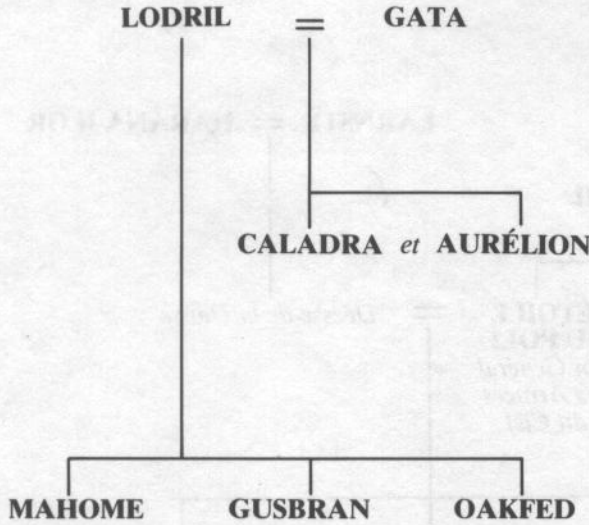 LODRIL = GATA
CALADRA et AURÉLION
MAHOME GUSBRAN OAKFED